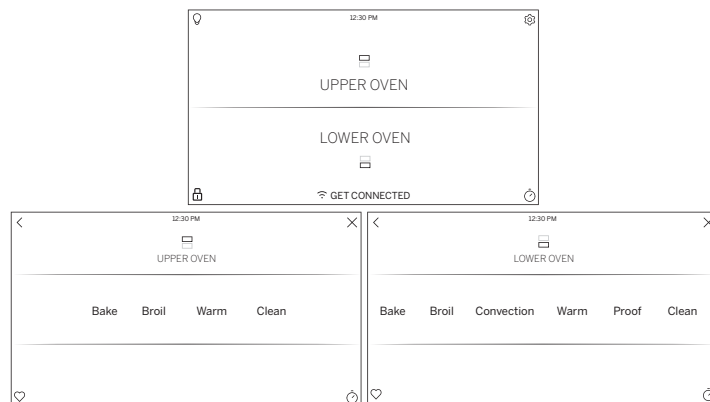 12:30 PM
UPPER OVEN
LOWER OVEN
GET CONNECTED
12:30 PM
UPPER OVEN
Bake Broil Warm Clean
12:30 PM
LOWER OVEN
Bake Broil Convection Warm Proof Clean